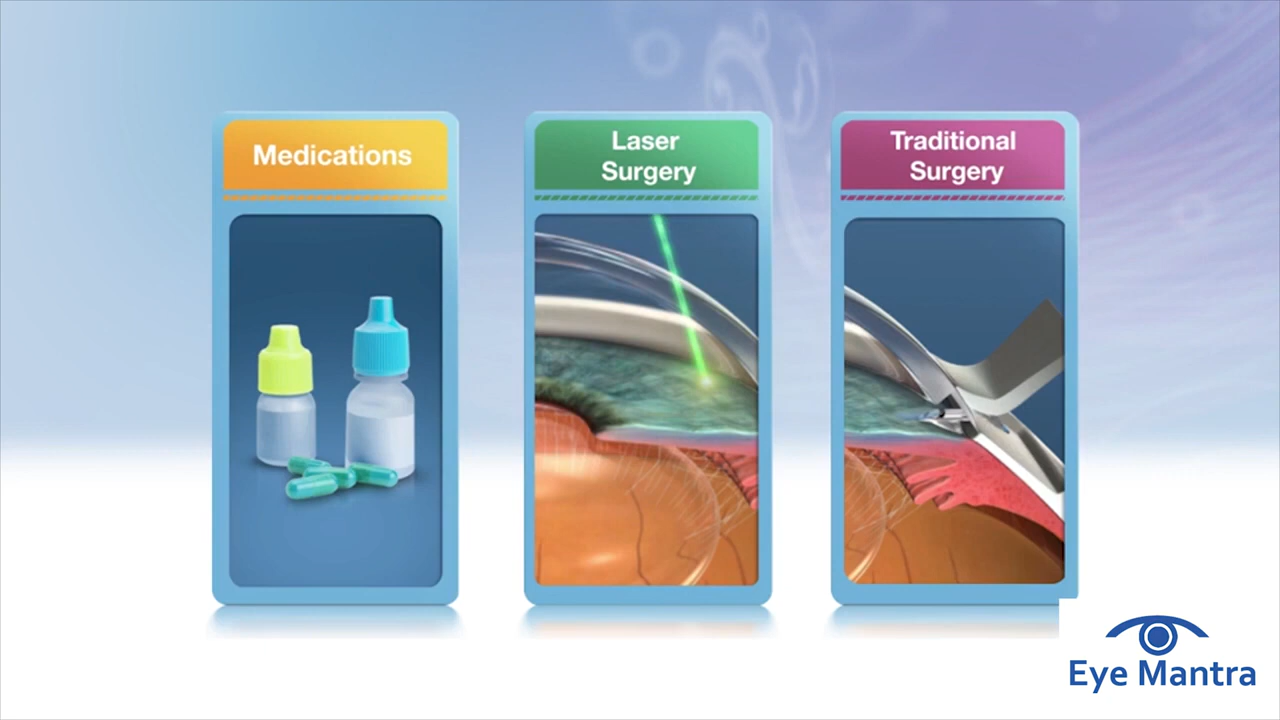 Medications
Laser
Surgery
Traditional
Surgery
Eye Mantra